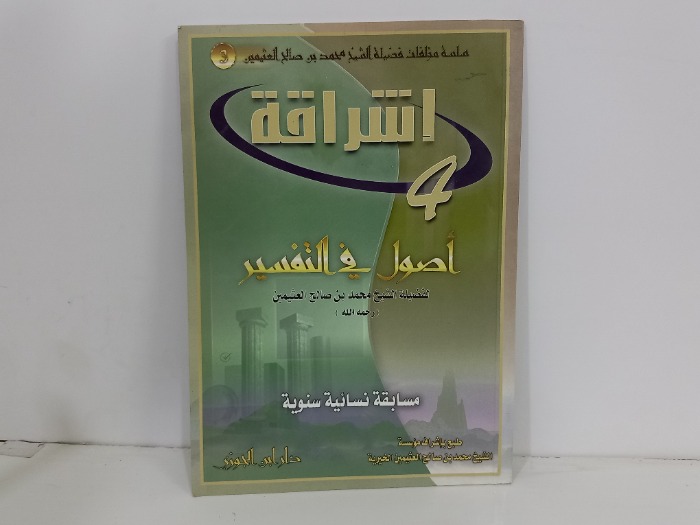 سلسلة مؤلفات فضيلة الشيخ محمد بن صالح العثيمين
إشراقة
4
أصول في التفسير
لفضيلة الشيخ محمد بن صالح العثيمين
(رحمه الله)
مسابقة نسائية سنوية
طبع بإشراف مؤسسة
الشيخ محمد بن صالح العثيمين الخيرية
دار ابن الجوزي